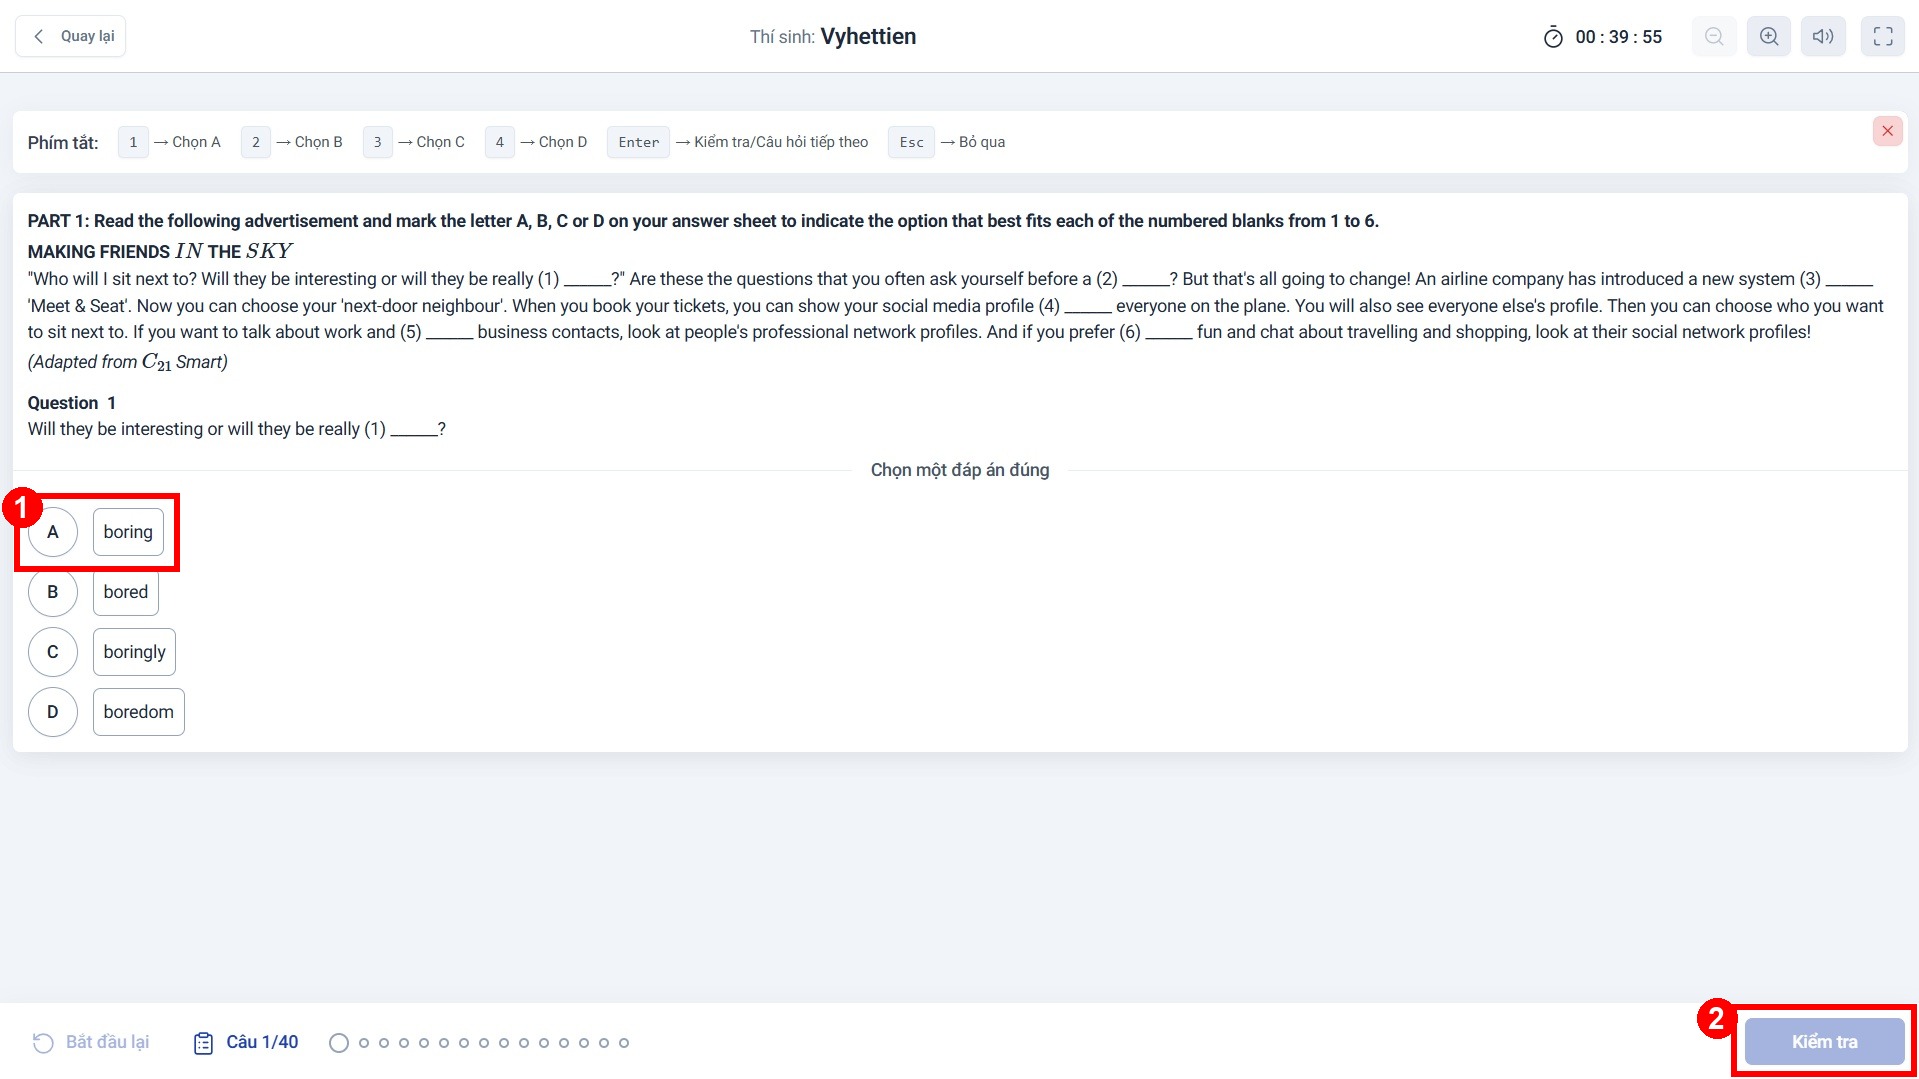 Quay lại
Thí sinh: Vyhettien
00 : 39 : 55
Phím tắt: 1 → Chọn A 2 → Chọn B 3 → Chọn C 4 → Chọn D Enter → Kiểm tra/Câu hỏi tiếp theo Esc → Bỏ qua
PART 1: Read the following advertisement and mark the letter A, B, C or D on your answer sheet to indicate the option that best fits each of the numbered blanks from 1 to 6.
MAKING FRIENDS IN THE SKY
"Who will I sit next to? Will they be interesting or will they be really (1) _____?" Are these the questions that you often ask yourself before a (2) _____? But that's all going to change! An airline company has introduced a new system (3) _____
'Meet & Seat'. Now you can choose your 'next-door neighbour'. When you book your tickets, you can show your social media profile (4) _____ everyone on the plane. You will also see everyone else's profile. Then you can choose who you want
to sit next to. If you want to talk about work and (5) _____ business contacts, look at people's professional network profiles. And if you prefer (6) _____ fun and chat about travelling and shopping, look at their social network profiles!
(Adapted from C21 Smart)
Question 1
Will they be interesting or will they be really (1) _____?
Chọn một đáp án đúng
1
A boring
B bored
C boringly
D boredom
2
Bắt đầu lại
Câu 1/40
Kiểm tra